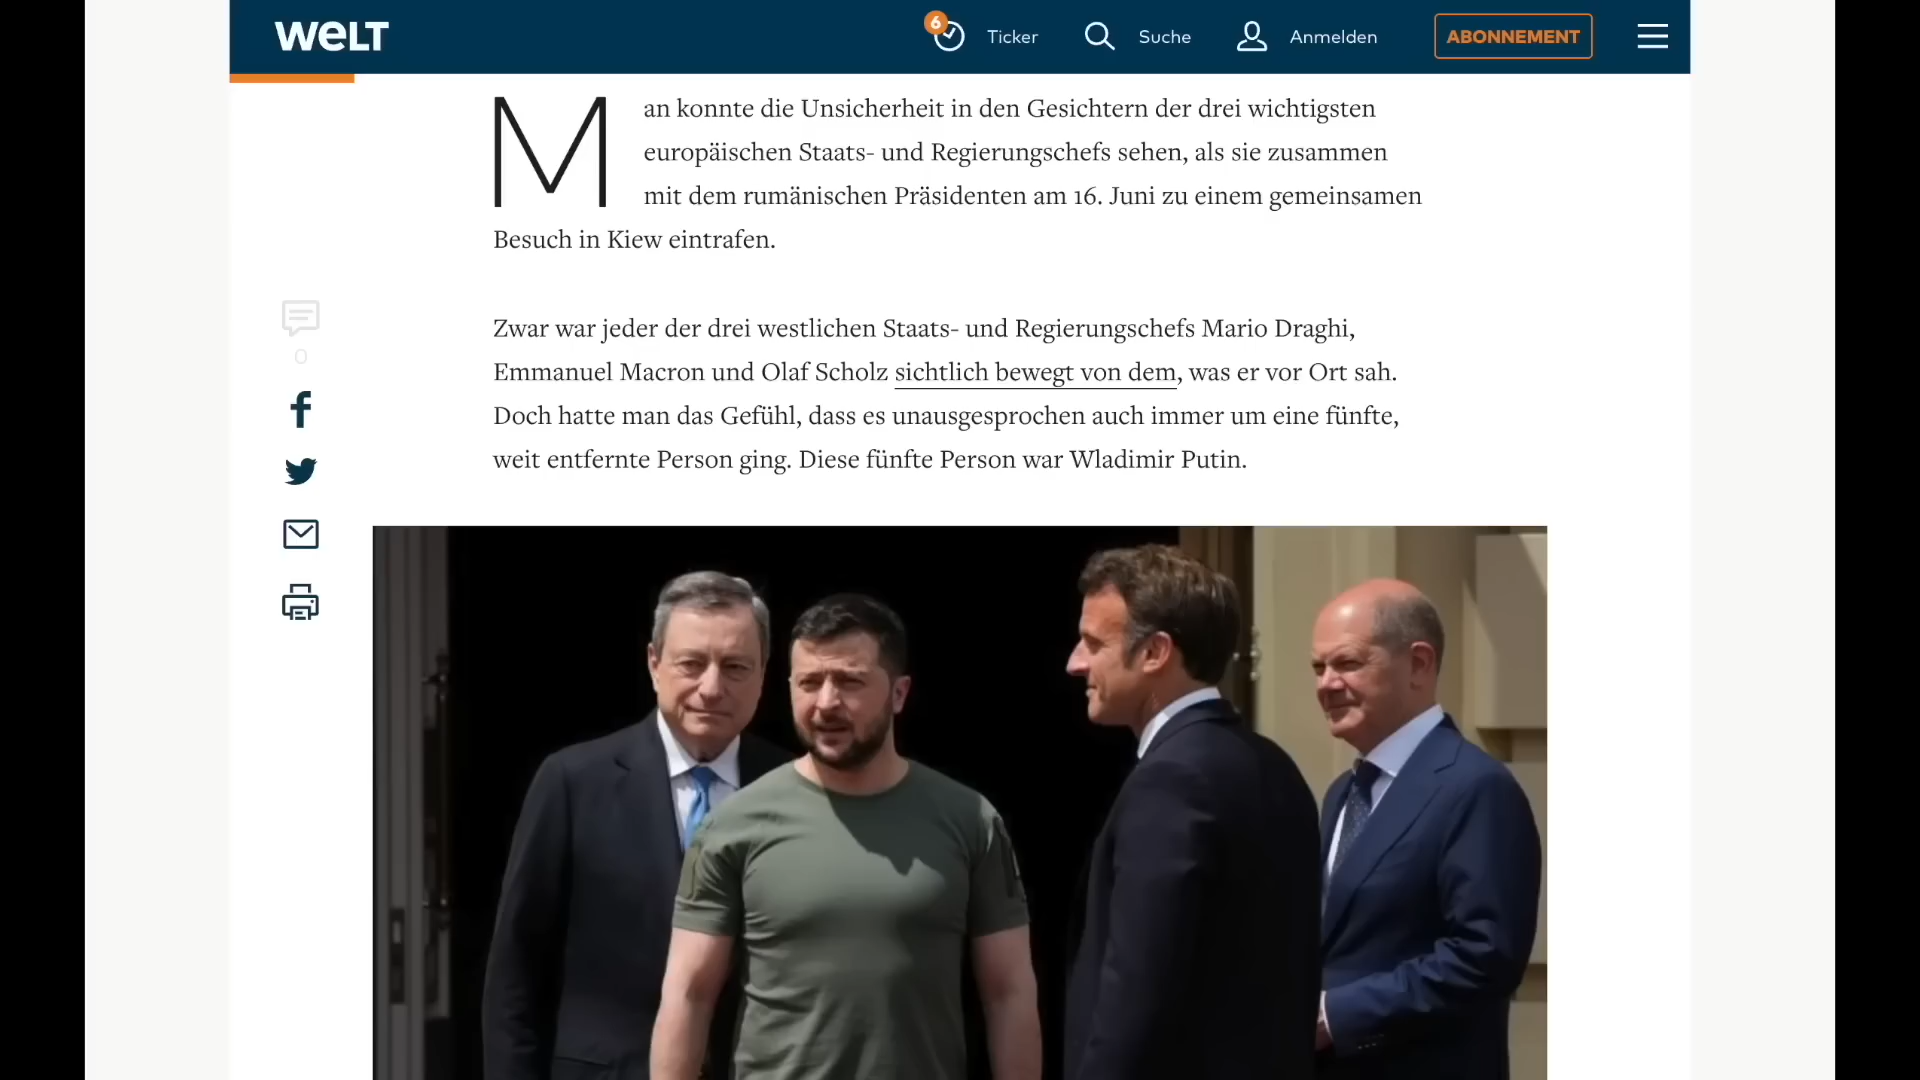 WELT
6
Ticker
Suche
Anmelden
ABONNEMENT
Man konnte die Unsicherheit in den Gesichtern der drei wichtigsten
europäischen Staats- und Regierungschefs sehen, als sie zusammen
mit dem rumänischen Präsidenten am 16. Juni zu einem gemeinsamen
Besuch in Kiew eintrafen.
0
Zwar war jeder der drei westlichen Staats- und Regierungschefs Mario Draghi,
Emmanuel Macron und Olaf Scholz sichtlich bewegt von dem, was er vor Ort sah.
Doch hatte man das Gefühl, dass es unausgesprochen auch immer um eine fünfte,
weit entfernte Person ging. Diese fünfte Person war Wladimir Putin.